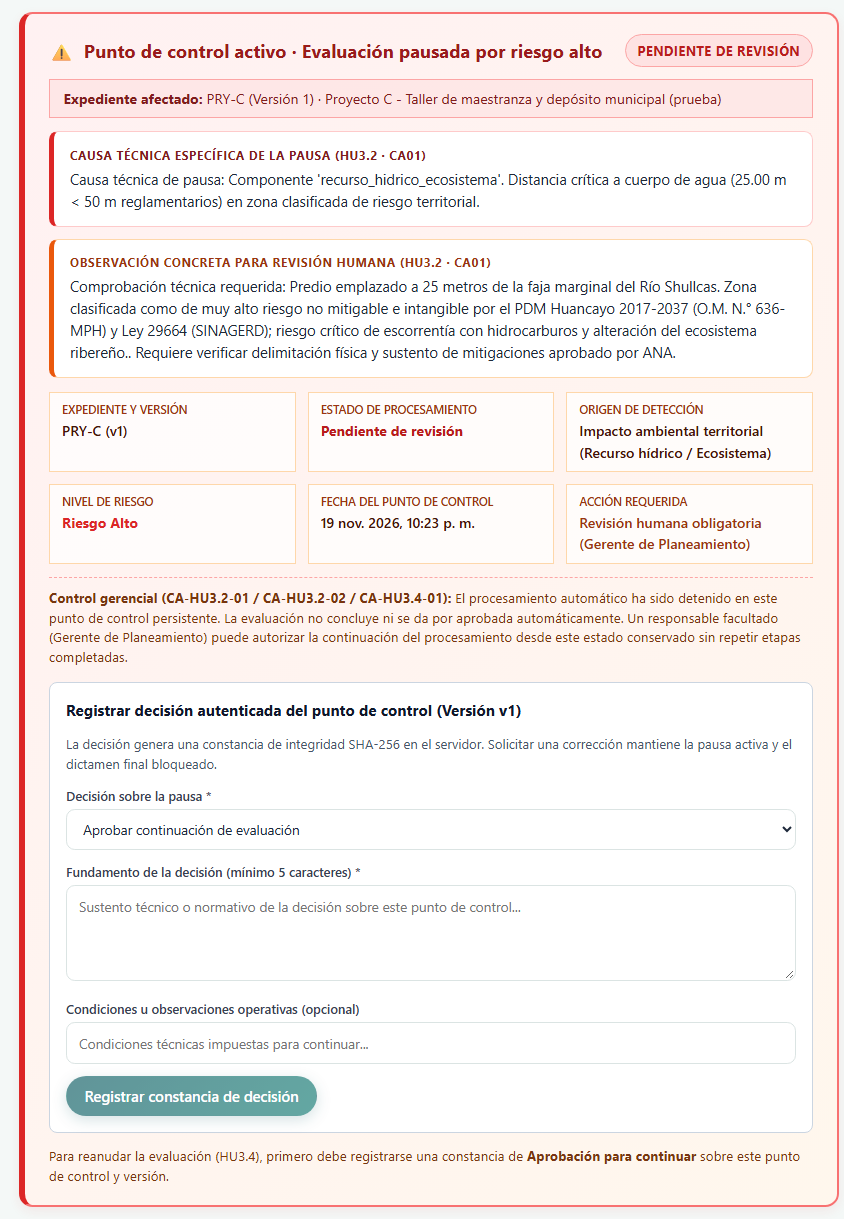 Punto de control activo · Evaluación pausada por riesgo alto
PENDIENTE DE REVISIÓN
Expediente afectado: PRY-C (Versión 1) · Proyecto C - Taller de maestranza y depósito municipal (prueba)
CAUSA TÉCNICA ESPECÍFICA DE LA PAUSA (HU3.2 · CA01)
Causa técnica de pausa: Componente 'recurso_hidrico_ecosistema'. Distancia crítica a cuerpo de agua (25.00 m
< 50 m reglamentarios) en zona clasificada de riesgo territorial.
OBSERVACIÓN CONCRETA PARA REVISIÓN HUMANA (HU3.2 · CA01)
Comprobación técnica requerida: Predio emplazado a 25 metros de la faja marginal del Río Shullcas. Zona
clasificada como de muy alto riesgo no mitigable e intangible por el PDM Huancayo 2017-2037 (O.M. N.° 636-
MPH) y Ley 29664 (SINAGERD); riesgo crítico de escorrentía con hidrocarburos y alteración del ecosistema
ribereño.. Requiere verificar delimitación física y sustento de mitigaciones aprobado por ANA.
EXPEDIENTE Y VERSIÓN
PRY-C (v1)
ESTADO DE PROCESAMIENTO
Pendiente de revisión
ORIGEN DE DETECCIÓN
Impacto ambiental territorial
(Recurso hídrico / Ecosistema)
NIVEL DE RIESGO
Riesgo Alto
FECHA DEL PUNTO DE CONTROL
19 nov. 2026, 10:23 p. m.
ACCIÓN REQUERIDA
Revisión humana obligatoria
(Gerente de Planeamiento)
Control gerencial (CA-HU3.2-01 / CA-HU3.2-02 / CA-HU3.4-01): El procesamiento automático ha sido detenido en este
punto de control persistente. La evaluación no concluye ni se da por aprobada automáticamente. Un responsable facultado
(Gerente de Planeamiento) puede autorizar la continuación del procesamiento desde este estado conservado sin repetir etapas
completadas.
Registrar decisión autenticada del punto de control (Versión v1)
La decisión genera una constancia de integridad SHA-256 en el servidor. Solicitar una corrección mantiene la pausa activa y el
dictamen final bloqueado.
Decisión sobre la pausa *
Aprobar continuación de evaluación
Fundamento de la decisión (mínimo 5 caracteres) *
Sustento técnico o normativo de la decisión sobre este punto de control...
Condiciones u observaciones operativas (opcional)
Condiciones técnicas impuestas para continuar...
Registrar constancia de decisión
Para reanudar la evaluación (HU3.4), primero debe registrarse una constancia de Aprobación para continuar sobre este punto
de control y versión.